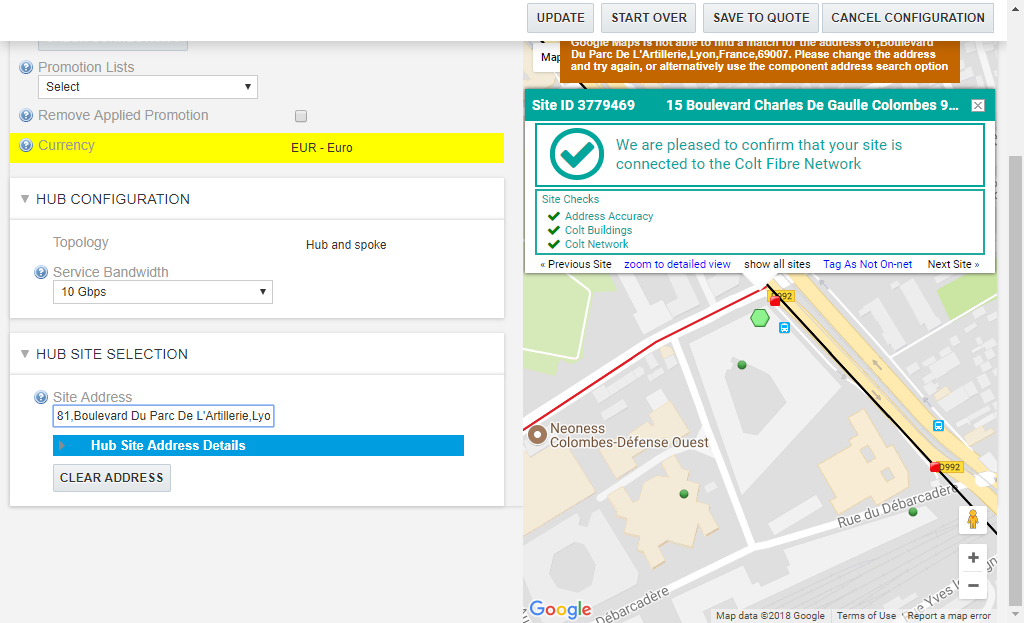 UPDATE
START OVER
SAVE TO QUOTE
CANCEL CONFIGURATION
Promotion Lists
Select
Remove Applied Promotion
Currency
EUR - Euro
HUB CONFIGURATION
Topology
Hub and spoke
Service Bandwidth
10 Gbps
HUB SITE SELECTION
Site Address
81,Boulevard Du Parc De L'Artillerie,Lyo
Hub Site Address Details
CLEAR ADDRESS
Map
Google Maps is not able to find a match for the address 81,Boulevard
Du Parc De L'Artillerie,Lyon,France,69007. Please change the address
and try again, or alternatively use the component address search option
Site ID 3779469
15 Boulevard Charles De Gaulle Colombes 9...
We are pleased to confirm that your site is
connected to the Colt Fibre Network
Site Checks
Address Accuracy
Colt Buildings
Colt Network
« Previous Site
zoom to detailed view
show all sites
Tag As Not On-net
Next Site »
D992
Neoness
Colombes-Défense Ouest
D992
Rue du Débarcadère
Débarcadère
Google
Map data ©2018 Google
Terms of Use
Report a map error